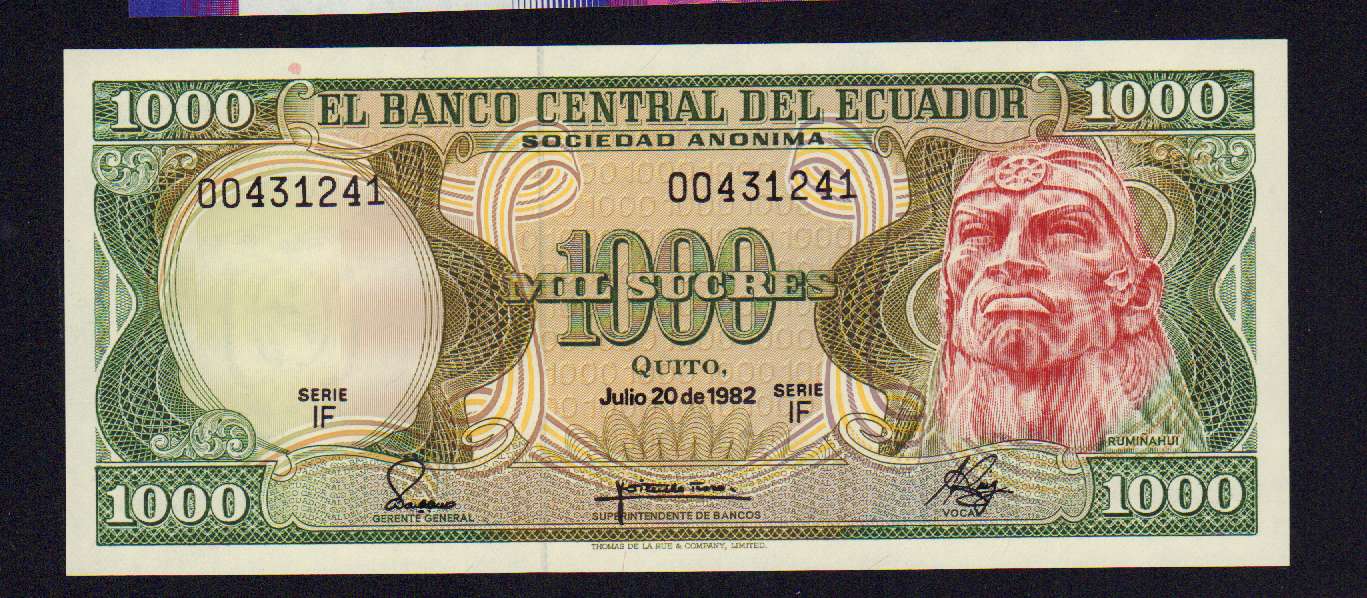 1000 EL BANCO CENTRAL DEL ECUADOR 1000
SOCIEDAD ANONIMA
00431241 00431241
1000
MIL SUCRES
QUITO,
Julio 20 de 1982
SERIE IF
SERIE IF
RUMIÑAHUI
1000 1000
GERENTE GENERAL SUPERINTENDENTE DE BANCOS VOCAL
THOMAS DE LA RUE & COMPANY, LIMITED.